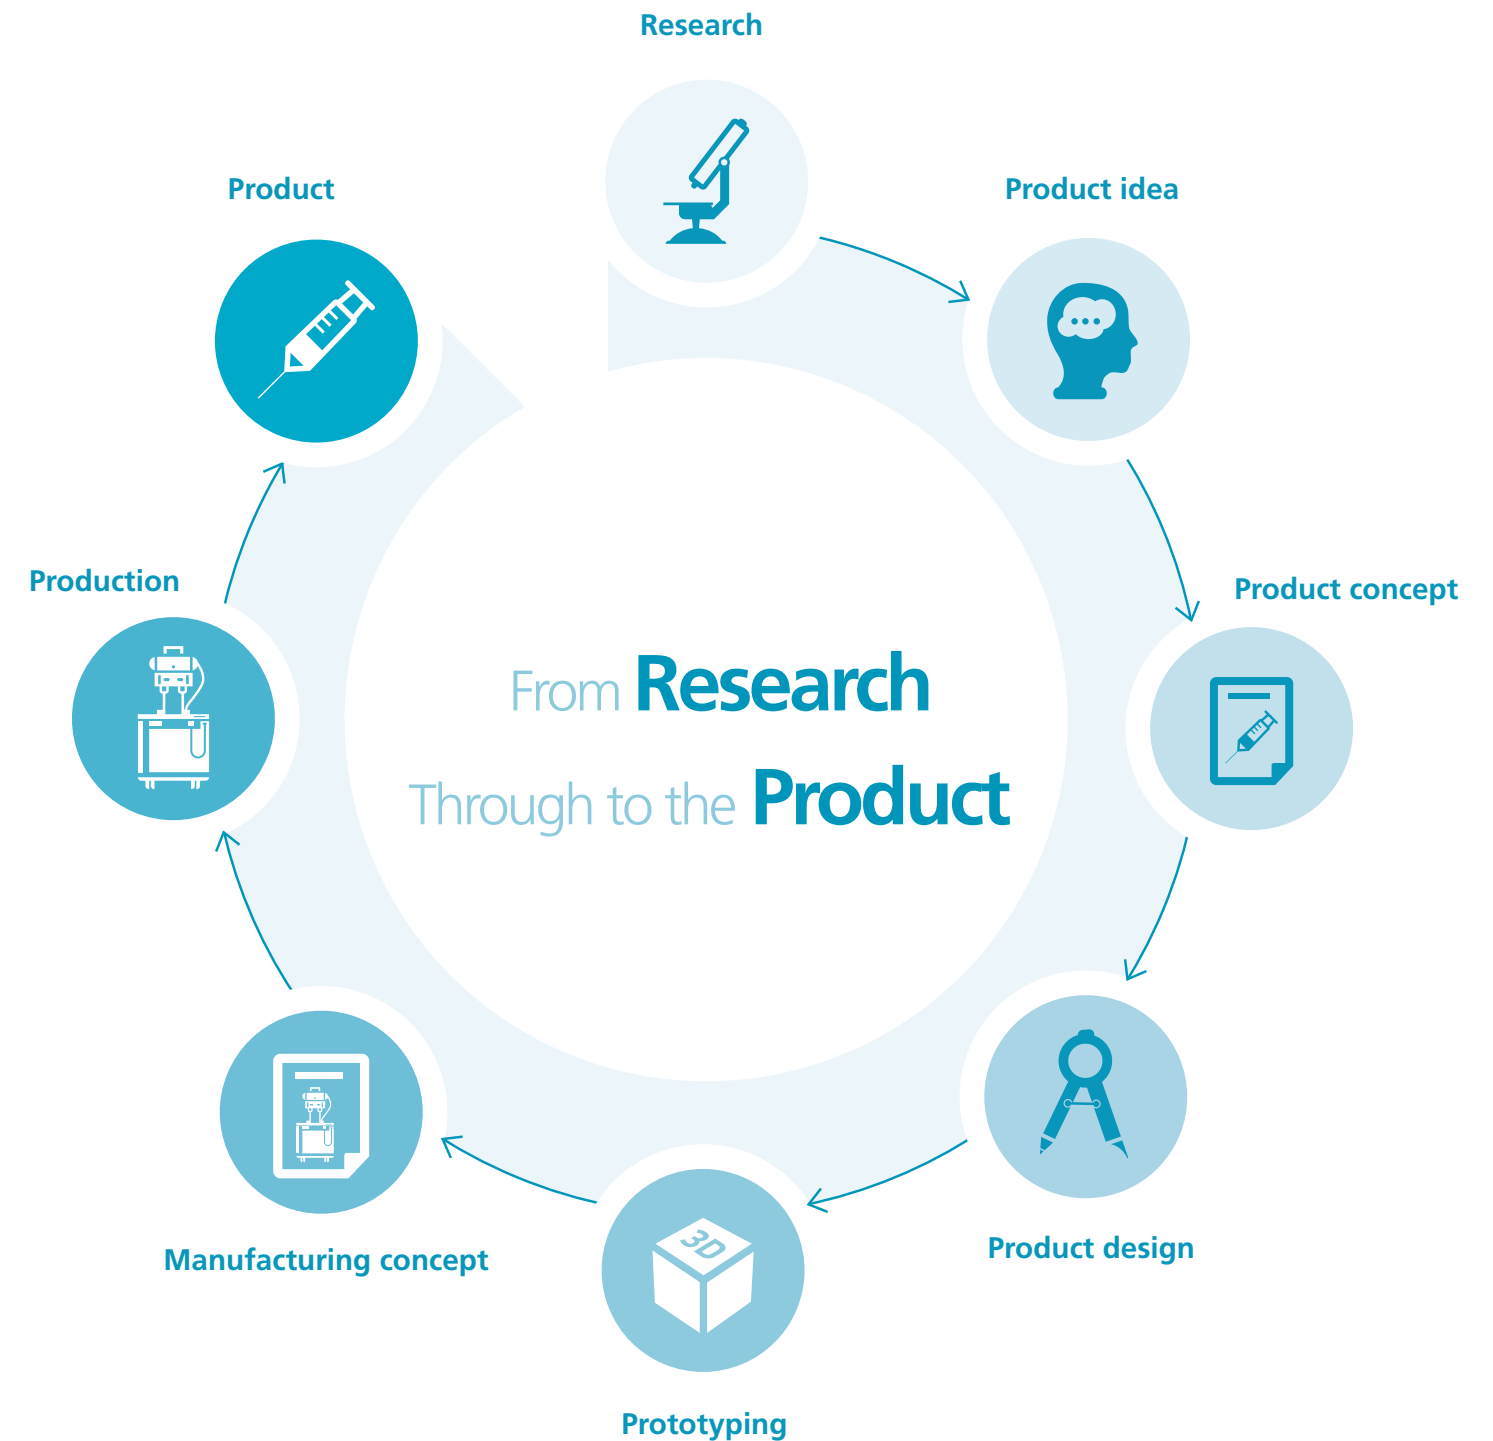 Research
Product idea
Product concept
Product design
3D
Prototyping
Manufacturing concept
Production
Product
From Research
Through to the Product